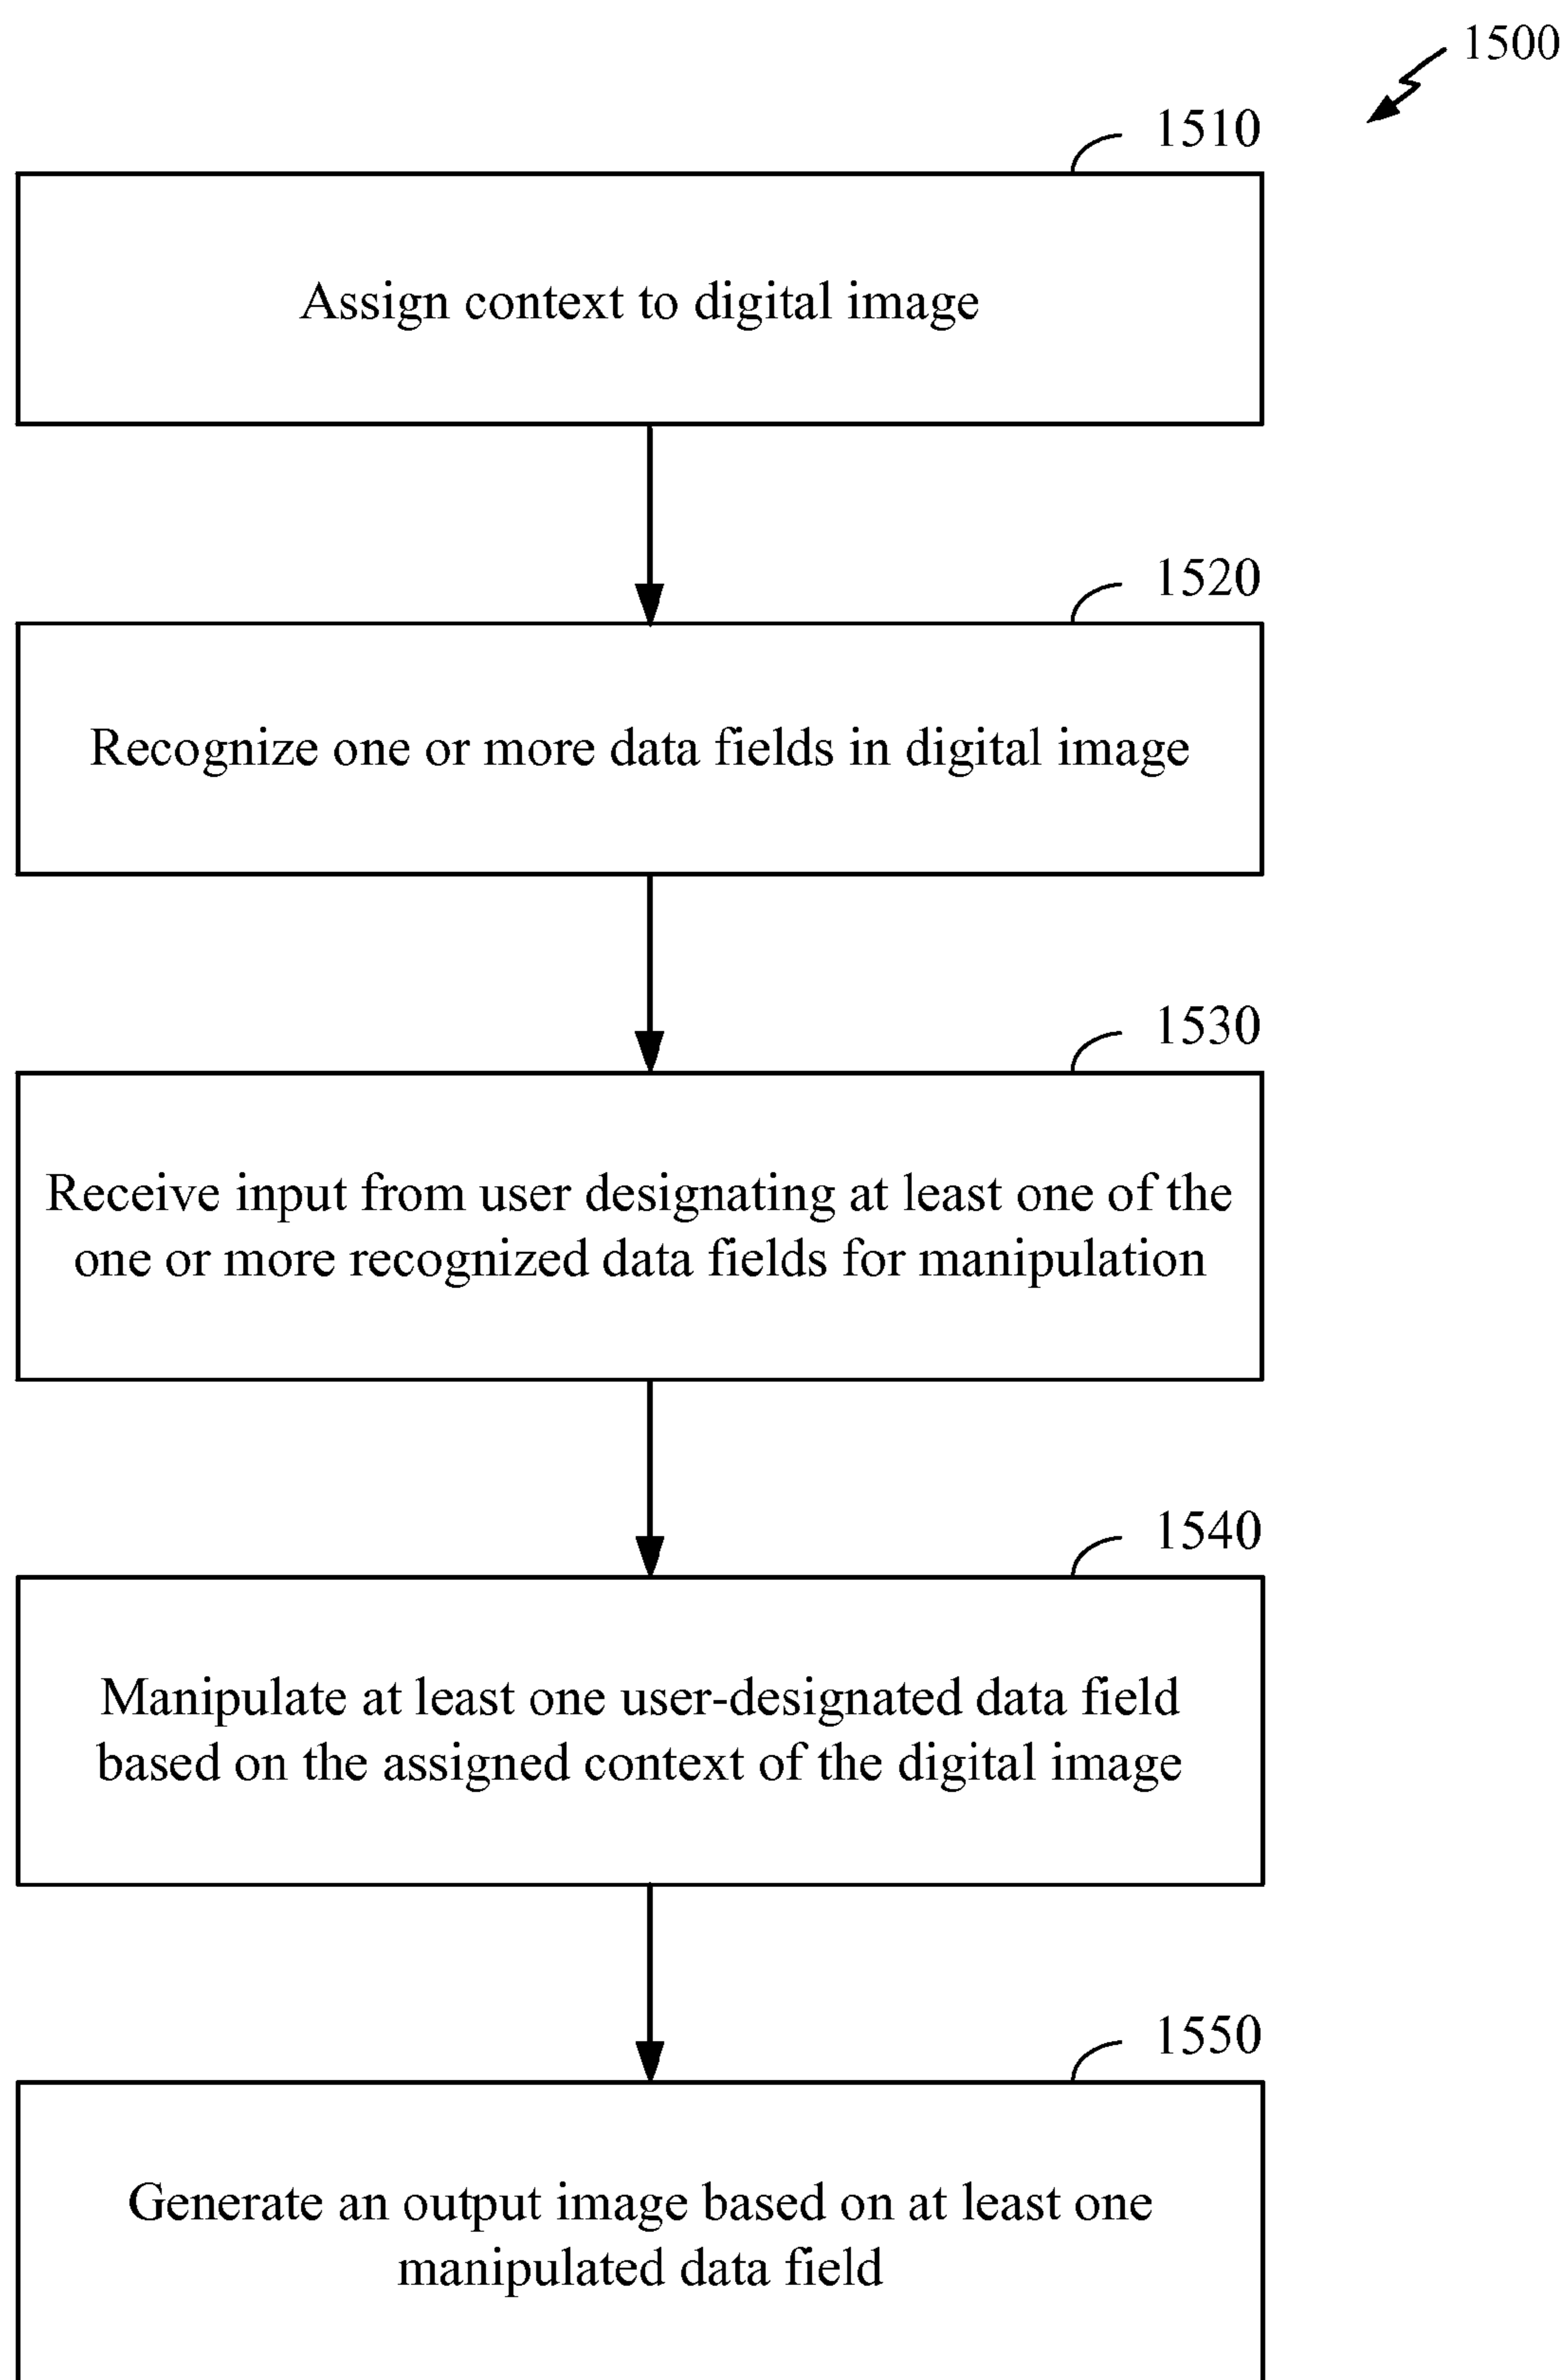 1500
1510
Assign context to digital image
1520
Recognize one or more data fields in digital image
1530
Receive input from user designating at least one of the
one or more recognized data fields for manipulation
1540
Manipulate at least one user-designated data field
based on the assigned context of the digital image
1550
Generate an output image based on at least one
manipulated data field